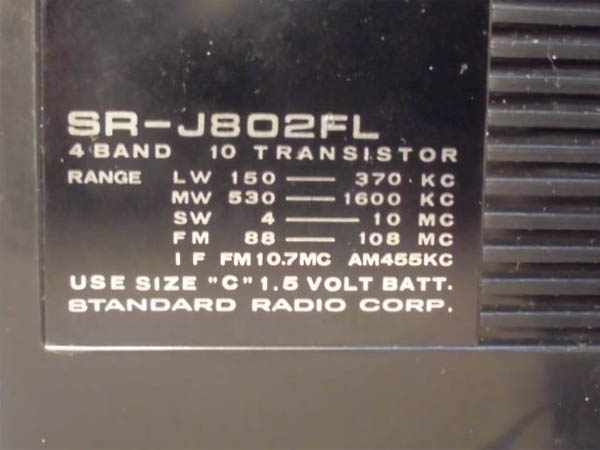 SR-J802FL
4 BAND 10 TRANSISTOR
RANGE LW 150 — 370 KC
MW 530 — 1600 KC
SW 4 — 10 MC
FM 88 — 108 MC
IF FM10.7MC AM455KC
USE SIZE "C" 1.5 VOLT BATT.
STANDARD RADIO CORP.